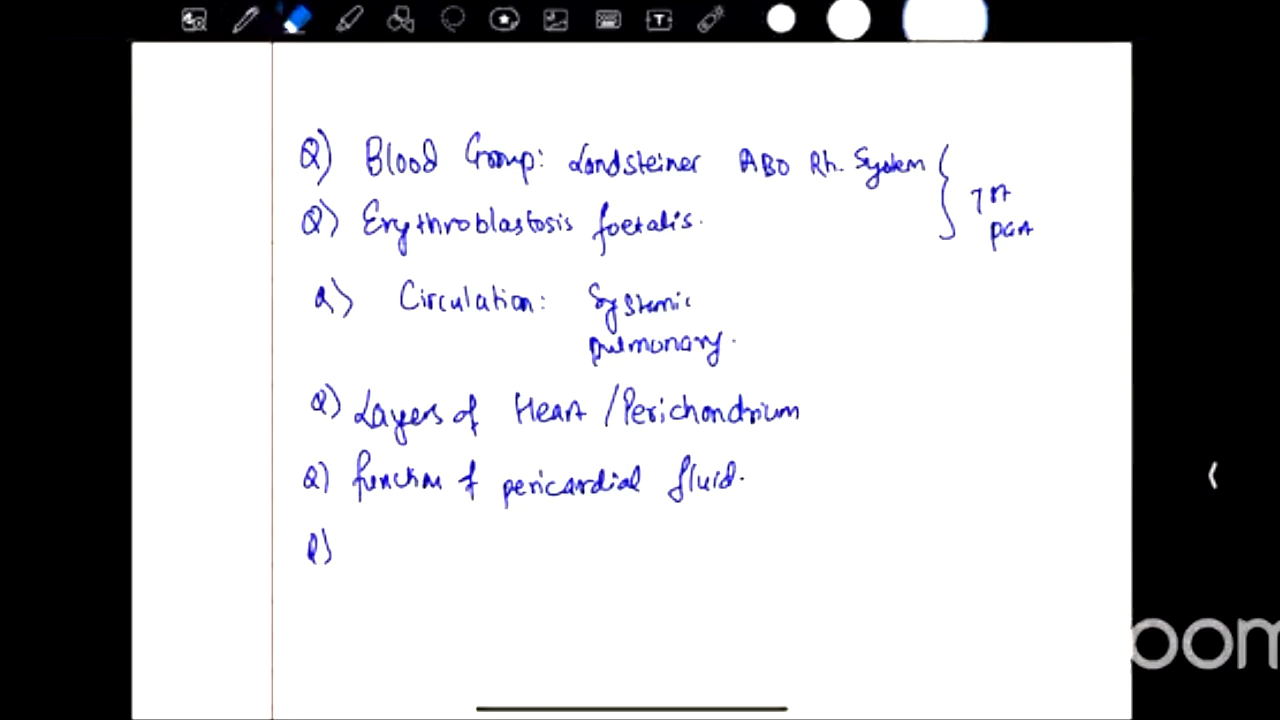 Q) Blood Group: Landsteiner ABO Rh. System
Q) Erythroblastosis foetalis.
Q) Circulation: Systemic
pulmonary.
Q) Layers of Heart / Perichondrium
Q) function of pericardial fluid.
Q)
T
oom